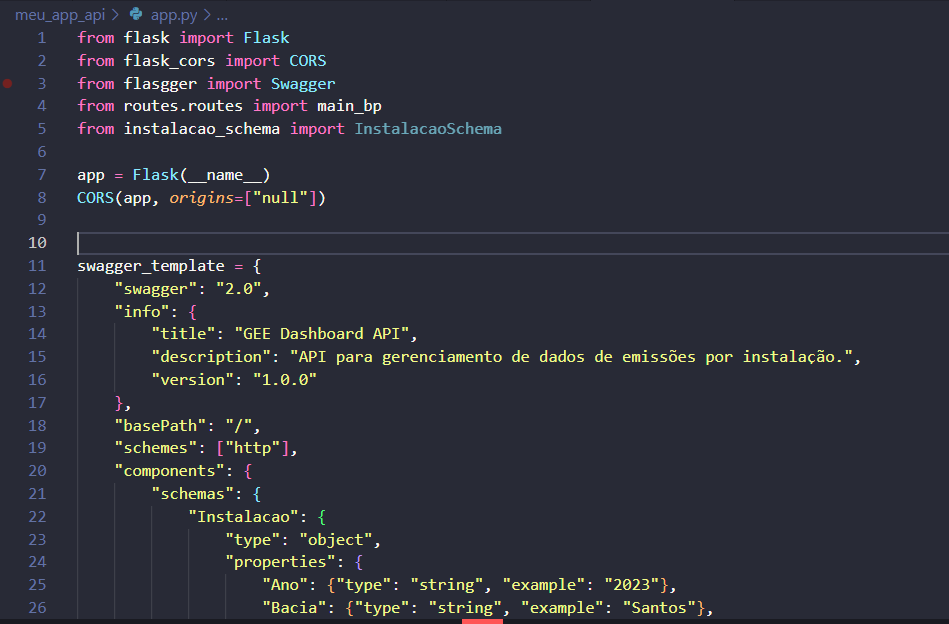 meu_app_api > app.py > ...
1 from flask import Flask
2 from flask_cors import CORS
3 from flasgger import Swagger
4 from routes.routes import main_bp
5 from instalacao_schema import InstalacaoSchema
6
7 app = Flask(__name__)
8 CORS(app, origins=["null"])
9
10
11 swagger_template = {
12     "swagger": "2.0",
13     "info": {
14         "title": "GEE Dashboard API",
15         "description": "API para gerenciamento de dados de emissões por instalação.",
16         "version": "1.0.0"
17     },
18     "basePath": "/",
19     "schemes": ["http"],
20     "components": {
21         "schemas": {
22             "Instalacao": {
23                 "type": "object",
24                 "properties": {
25                     "Ano": {"type": "string", "example": "2023"},
26                     "Bacia": {"type": "string", "example": "Santos"},